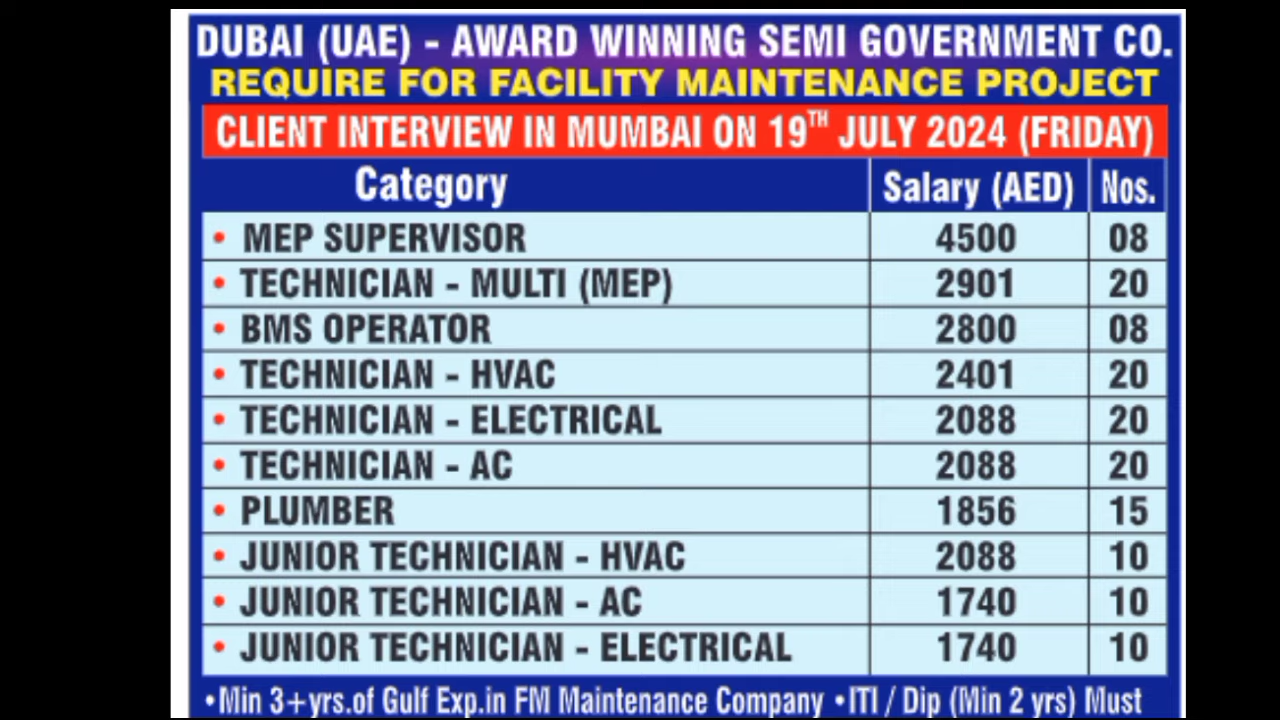 DUBAI (UAE) - AWARD WINNING SEMI GOVERNMENT CO.
REQUIRE FOR FACILITY MAINTENANCE PROJECT
CLIENT INTERVIEW IN MUMBAI ON 19TH JULY 2024 (FRIDAY)
Category Salary (AED) Nos.
• MEP SUPERVISOR 4500 08
• TECHNICIAN - MULTI (MEP) 2901 20
• BMS OPERATOR 2800 08
• TECHNICIAN - HVAC 2401 20
• TECHNICIAN - ELECTRICAL 2088 20
• TECHNICIAN - AC 2088 20
• PLUMBER 1856 15
• JUNIOR TECHNICIAN - HVAC 2088 10
• JUNIOR TECHNICIAN - AC 1740 10
• JUNIOR TECHNICIAN - ELECTRICAL 1740 10
•Min 3+yrs.of Gulf Exp.in FM Maintenance Company •ITI / Dip (Min 2 yrs) Must